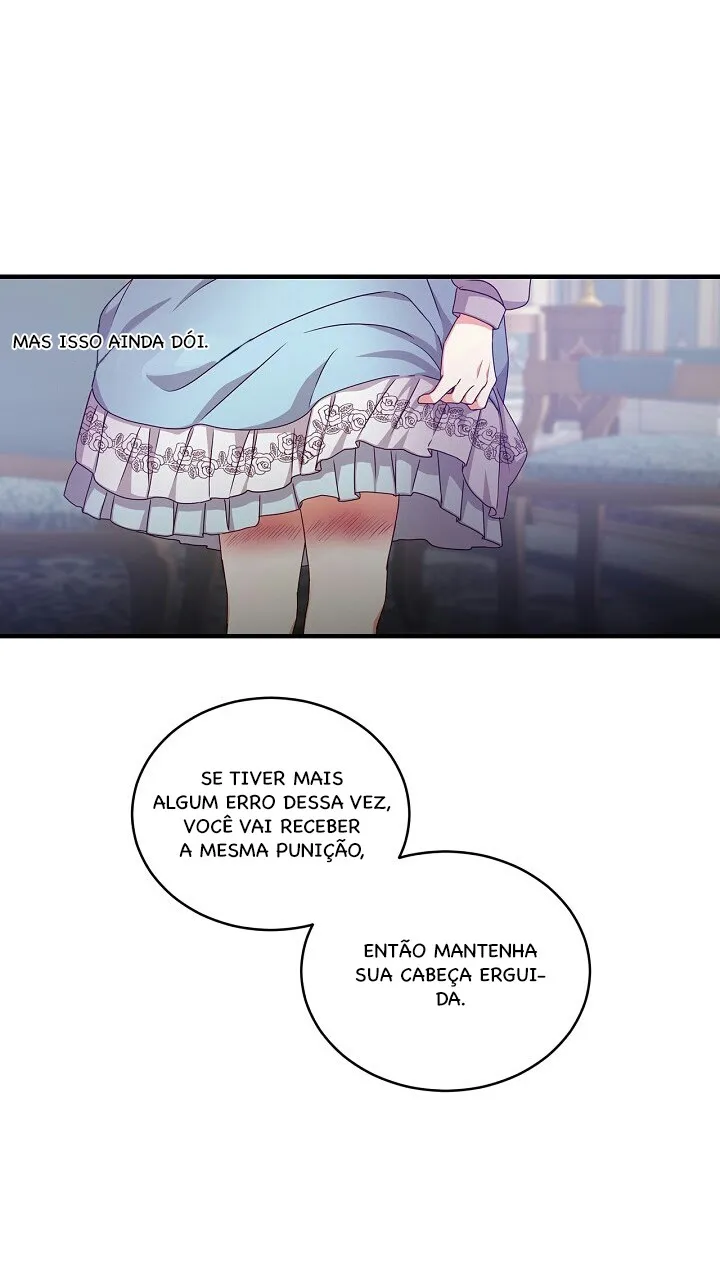 MAS ISSO AINDA DÓI.
SE TIVER MAIS
ALGUM ERRO DESSA VEZ,
VOCÊ VAI RECEBER
A MESMA PUNIÇÃO,
ENTÃO MANTENHA
SUA CABEÇA ERGUI-
DA.